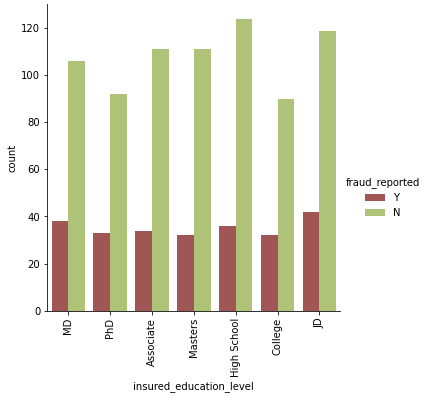 120
100
80
60
40
20
0
count
MD
PhD
Associate
Masters
High School
College
JD
insured_education_level
fraud_reported
Y
N